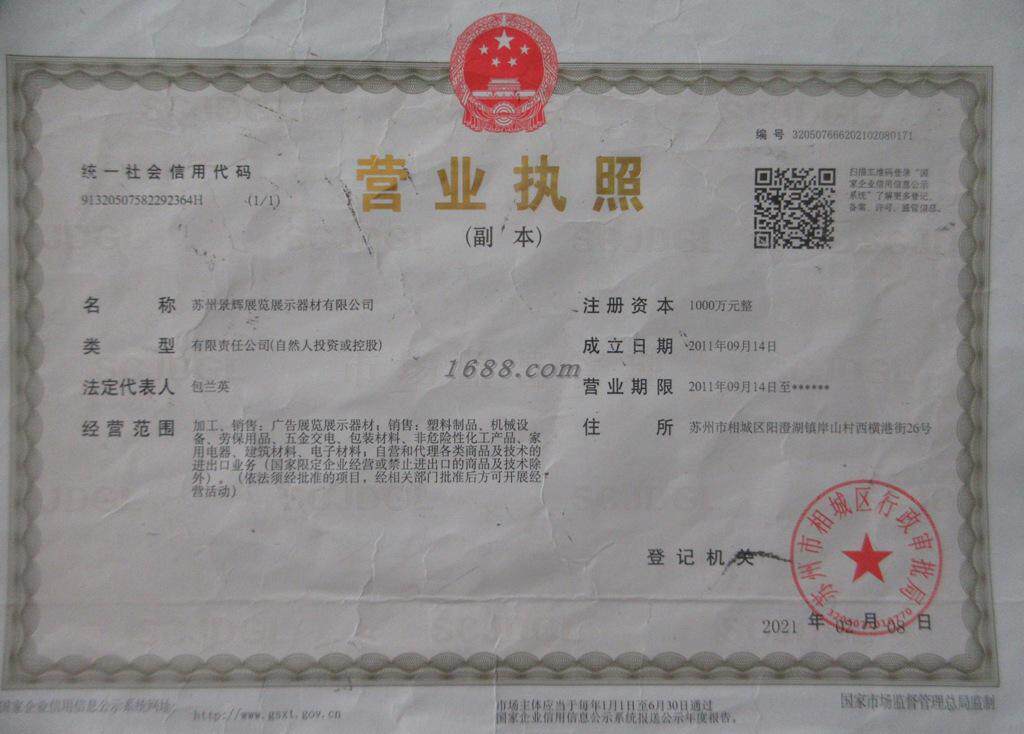 编号 320507666202102080171
统一社会信用代码
91320507582292364H (1/1)
营业执照
(副 本)
扫描二维码登录“国
家企业信用信息公示
系统”了解更多登记、
备案、许可、监管信息。
名 称 苏州景辉展览展示器材有限公司
类 型 有限责任公司(自然人投资或控股)
法定代表人 包兰英
经营范围 加工、销售：广告展览展示器材；销售：塑料制品、机械设
备、劳保用品、五金交电、包装材料、非危险性化工产品、家
用电器、建筑材料、电子材料；自营和代理各类商品及技术的
进出口业务（国家限定企业经营或禁止进出口的商品及技术除
外）。（依法须经批准的项目，经相关部门批准后方可开展经
营活动）
注册资本 1000万元整
成立日期 2011年09月14日
营业期限 2011年09月14日至******
住 所 苏州市相城区阳澄湖镇岸山村西横港街26号
1688.com
登记机关
苏州市相城区行政审批局
2021 年 02 月 08 日
国家企业信用信息公示系统网址：
http://www.gsxt.gov.cn
市场主体应当于每年1月1日至6月30日通过
国家企业信用信息公示系统报送公示年度报告。
国家市场监督管理总局监制